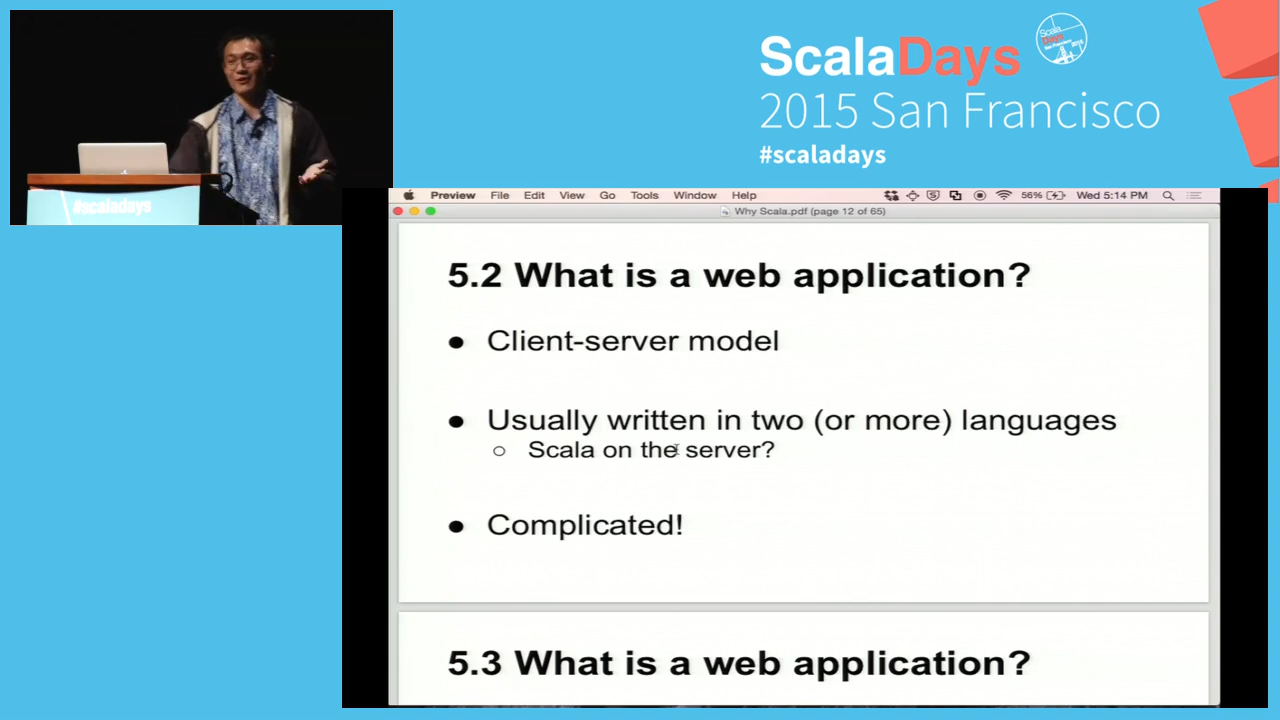 ScalaDays
2015 San Francisco
#scaladays
#scaladays
Preview File Edit View Go Tools Window Help 56% Wed 5:14 PM
Why Scala.pdf (page 12 of 65)
5.2 What is a web application?
● Client-server model
● Usually written in two (or more) languages
○ Scala on the server?
● Complicated!
5.3 What is a web application?